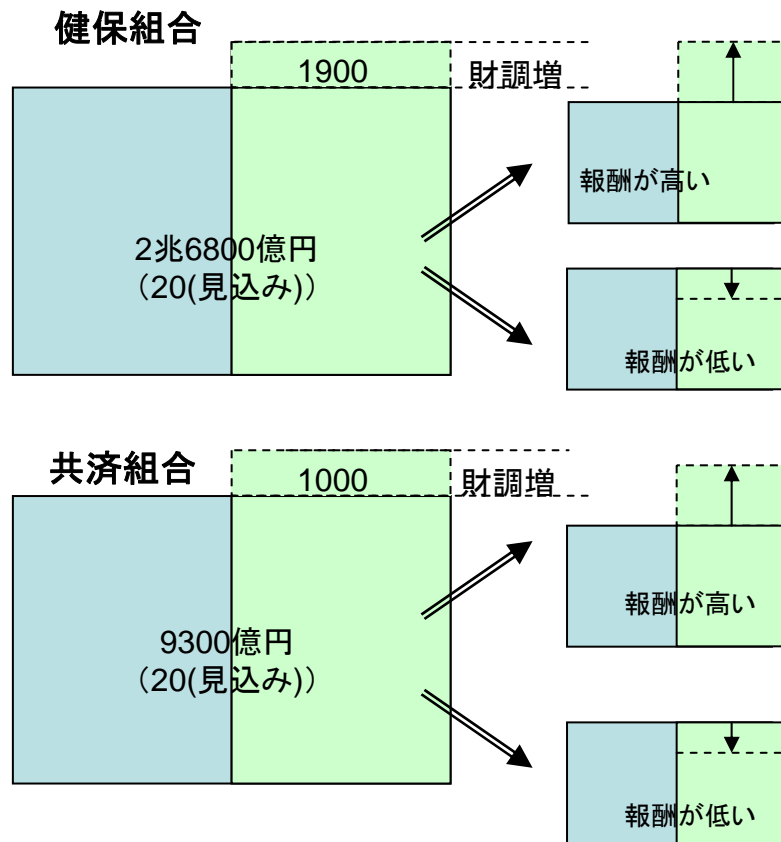 健保組合
1900
財調増
2兆6800億円
（20(見込み)）
報酬が高い
報酬が低い
共済組合
1000
財調増
9300億円
（20(見込み)）
報酬が高い
報酬が低い